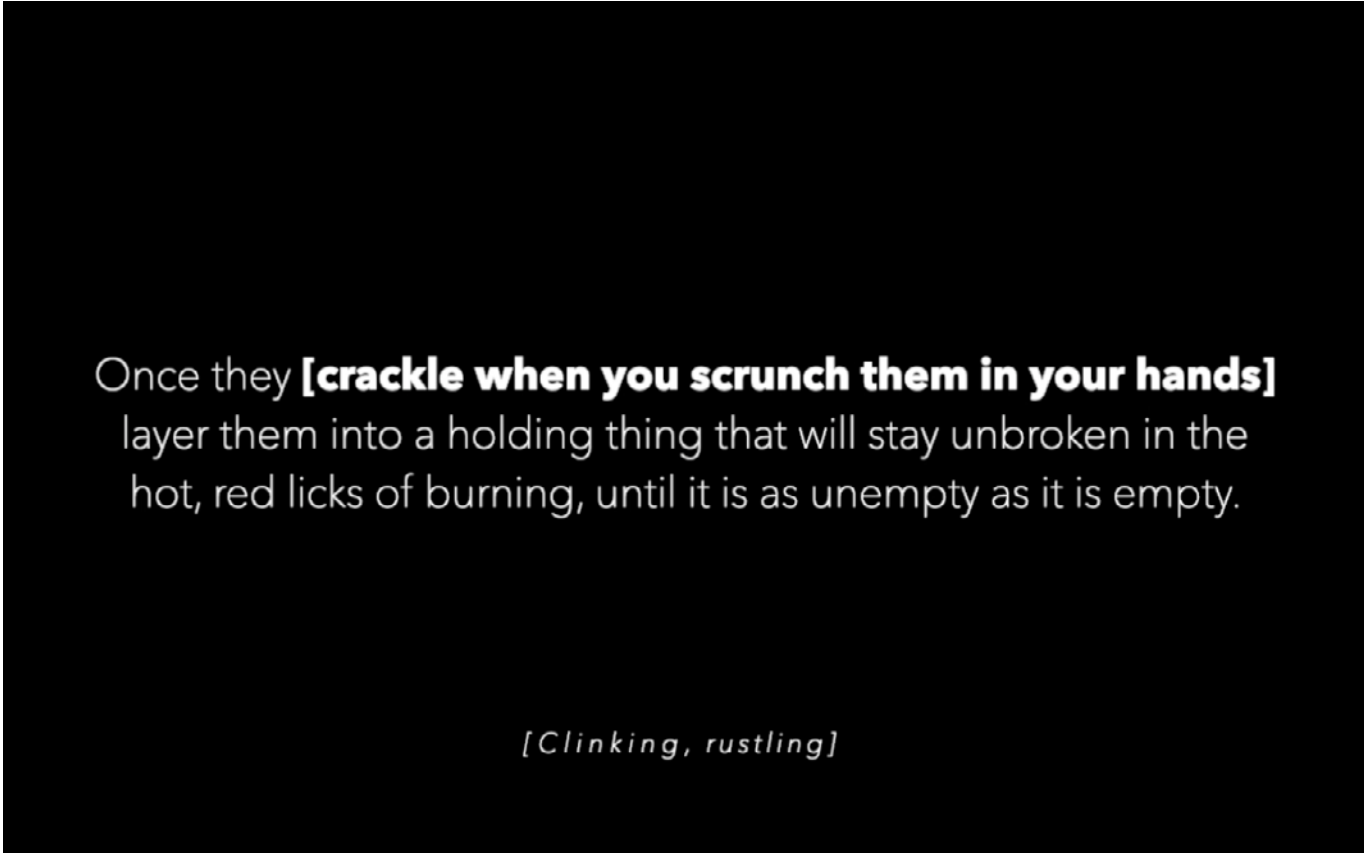 Once they [crackle when you scrunch them in your hands]
layer them into a holding thing that will stay unbroken in the
hot, red licks of burning, until it is as unempty as it is empty.
[Clinking, rustling]